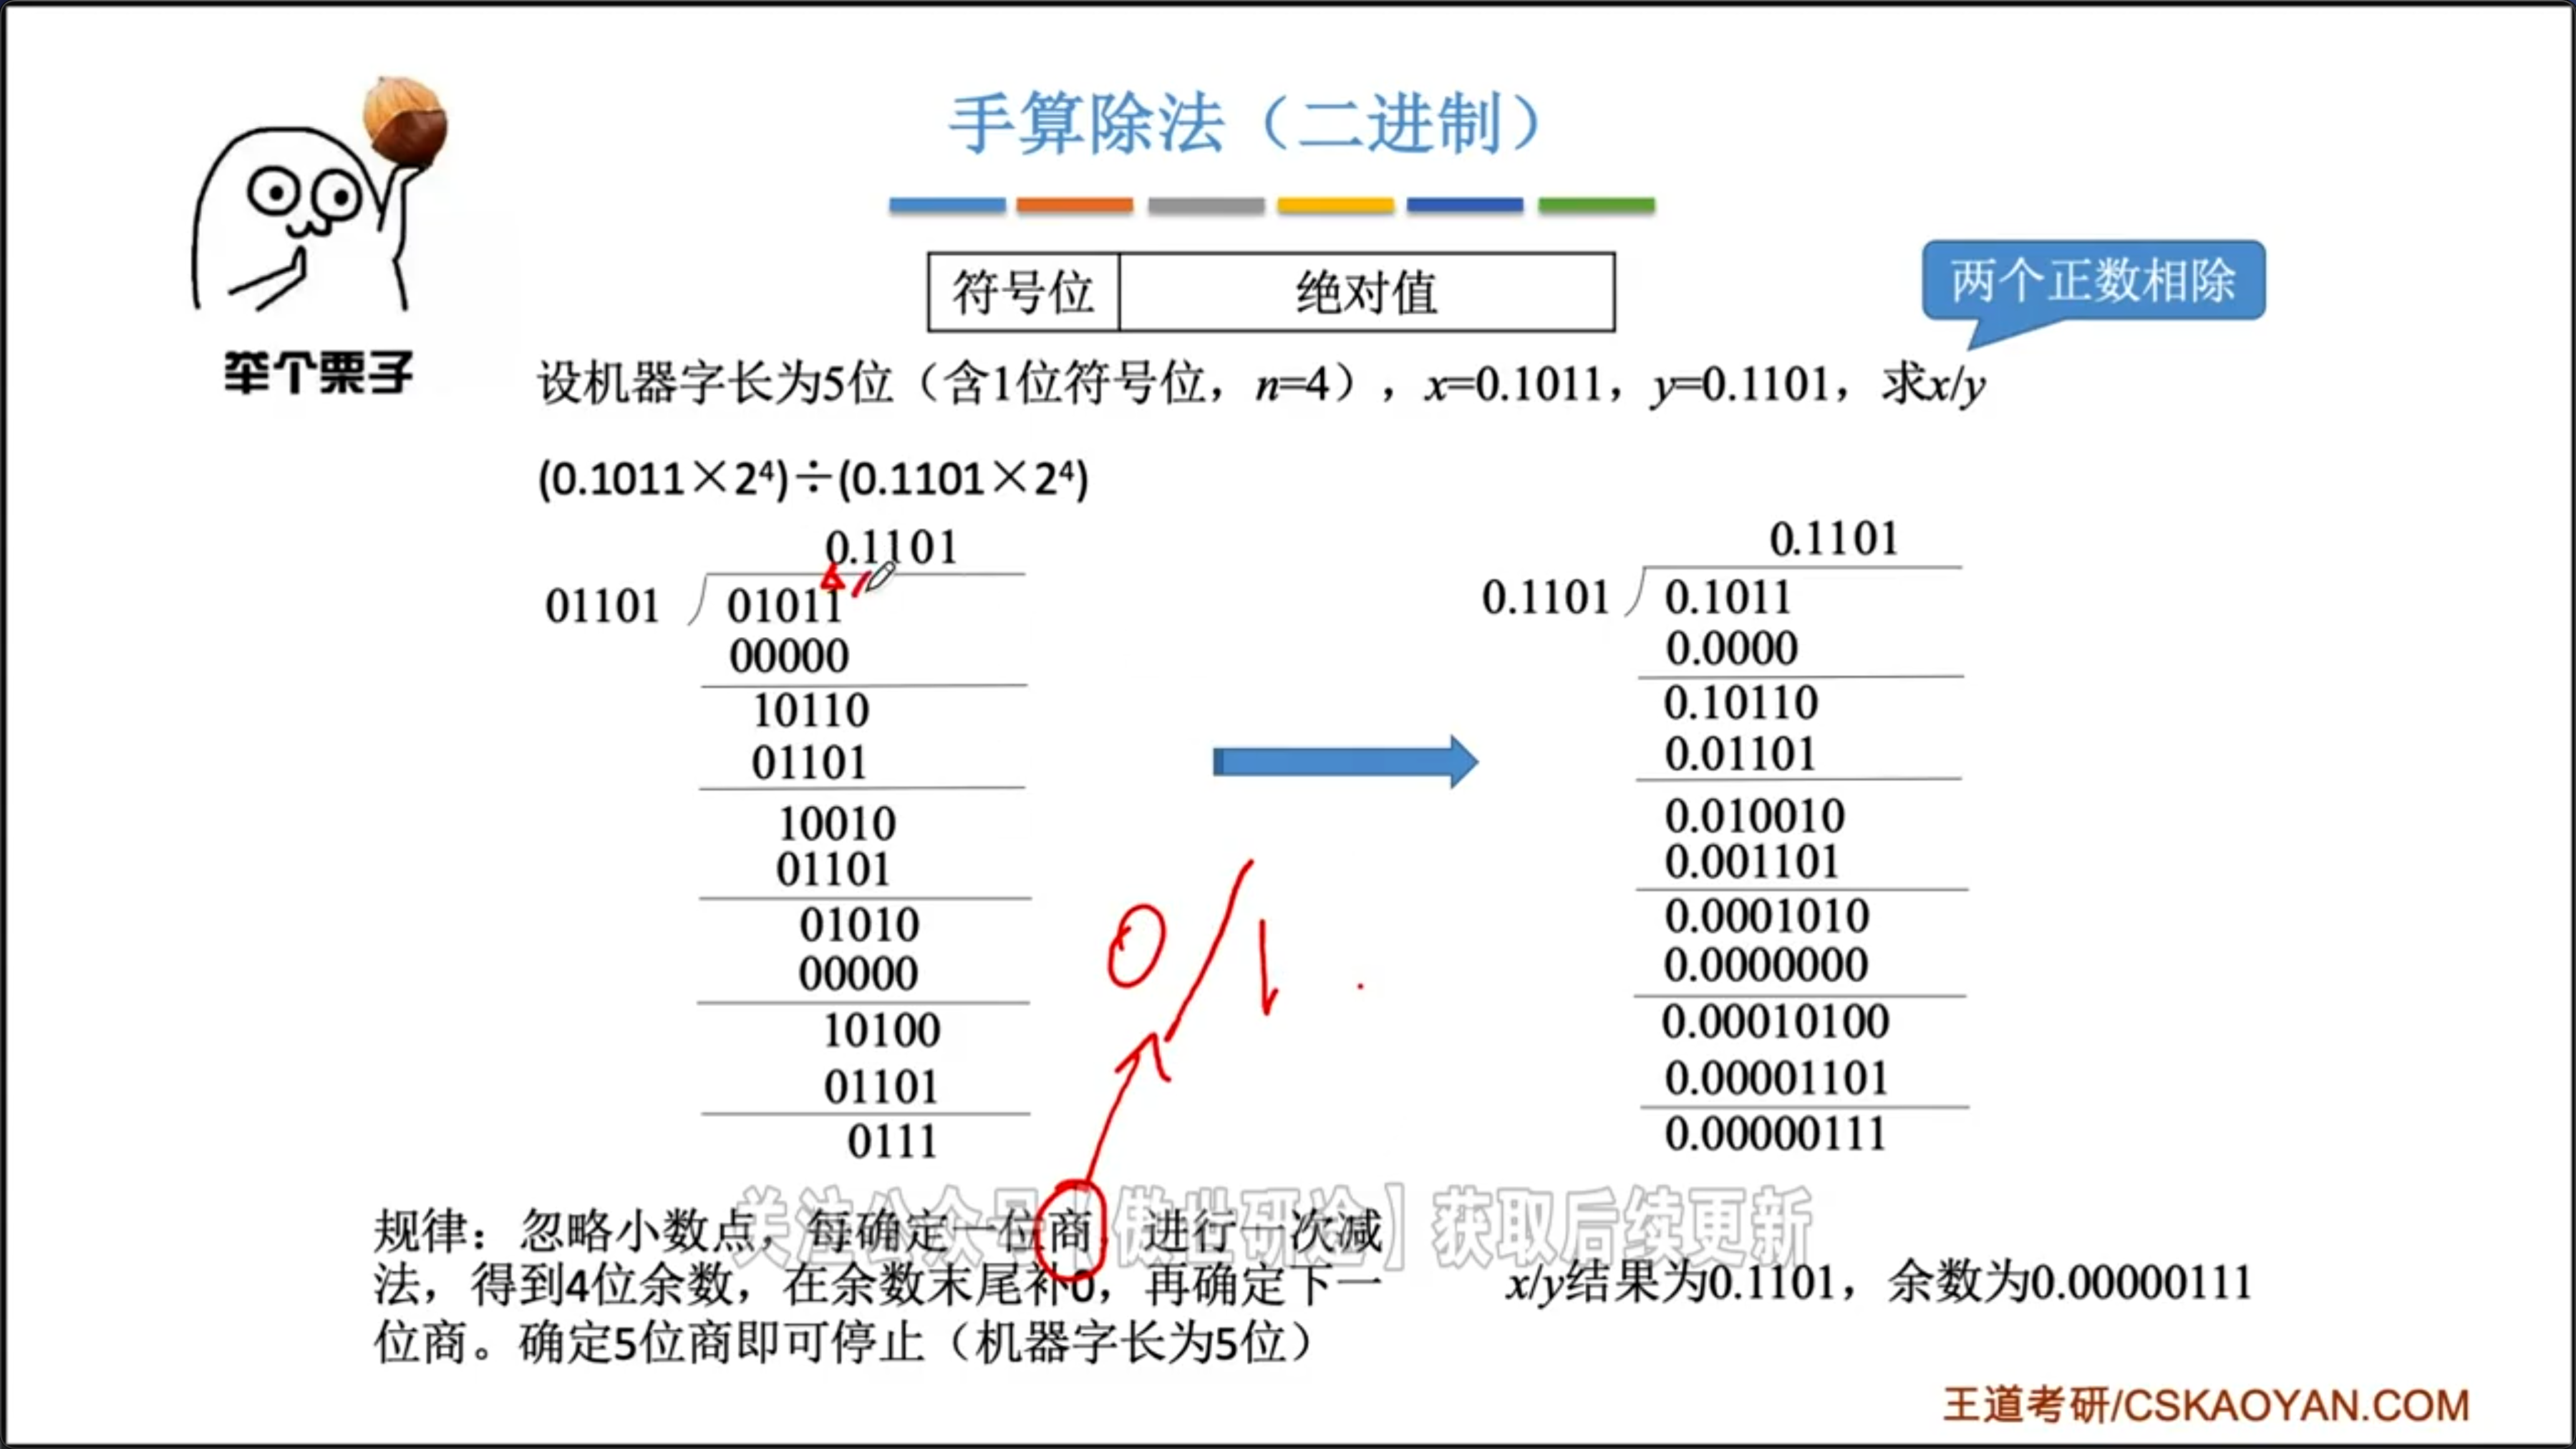 手算除法（二进制）
举个栗子
符号位 绝对值
两个正数相除
设机器字长为5位（含1位符号位，n=4），x=0.1011，y=0.1101，求x/y
(0.1011×2⁴)÷(0.1101×2⁴)
0.1101
01101 01011
00000
10110
01101
10010
01101
01010
00000
10100
01101
0111
0/1
0.1101
0.1101 0.1011
0.0000
0.10110
0.01101
0.010010
0.001101
0.0001010
0.0000000
0.00010100
0.00001101
0.00000111
关注公众号【傲世研途】获取后续更新
规律：忽略小数点，每确定一位商，进行一次减
法，得到4位余数，在余数末尾补0，再确定下一
位商。确定5位商即可停止（机器字长为5位）
x/y结果为0.1101，余数为0.00000111
王道考研/CSKAOYAN.COM